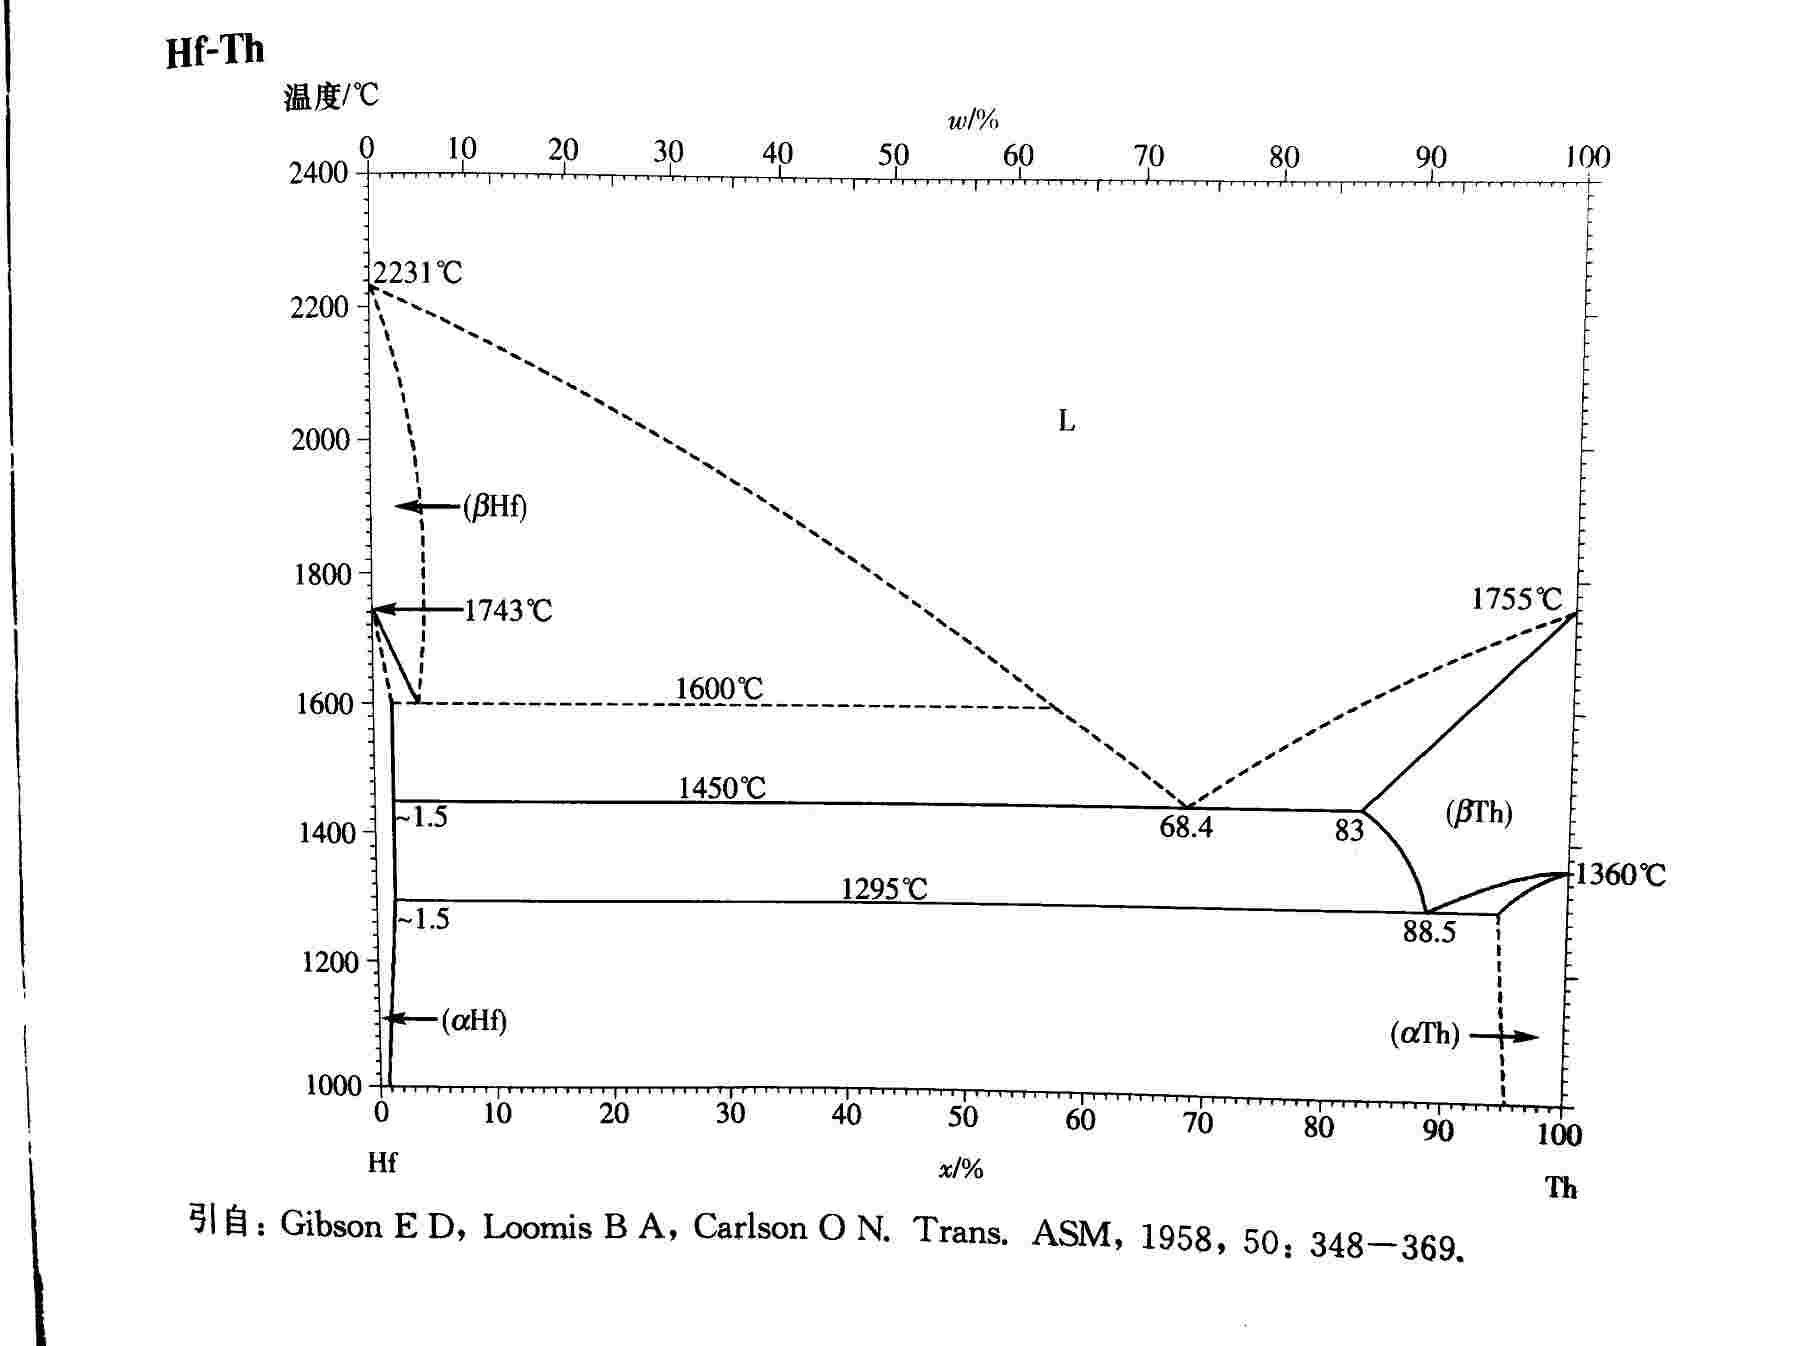 Hf-Th
温度/℃
w/%
0 10 20 30 40 50 60 70 80 90 100
2400
2231℃
2200
L
2000
(βHf)
1800
1755℃
1743℃
1600℃
1600
1450℃
(βTh)
~1.5
68.4
83
1400
1360℃
1295℃
~1.5
88.5
1200
(αHf)
(αTh)
1000
0 10 20 30 40 50 60 70 80 90 100
Hf
x/%
Th
引自: Gibson E D, Loomis B A, Carlson O N. Trans. ASM, 1958, 50: 348—369.